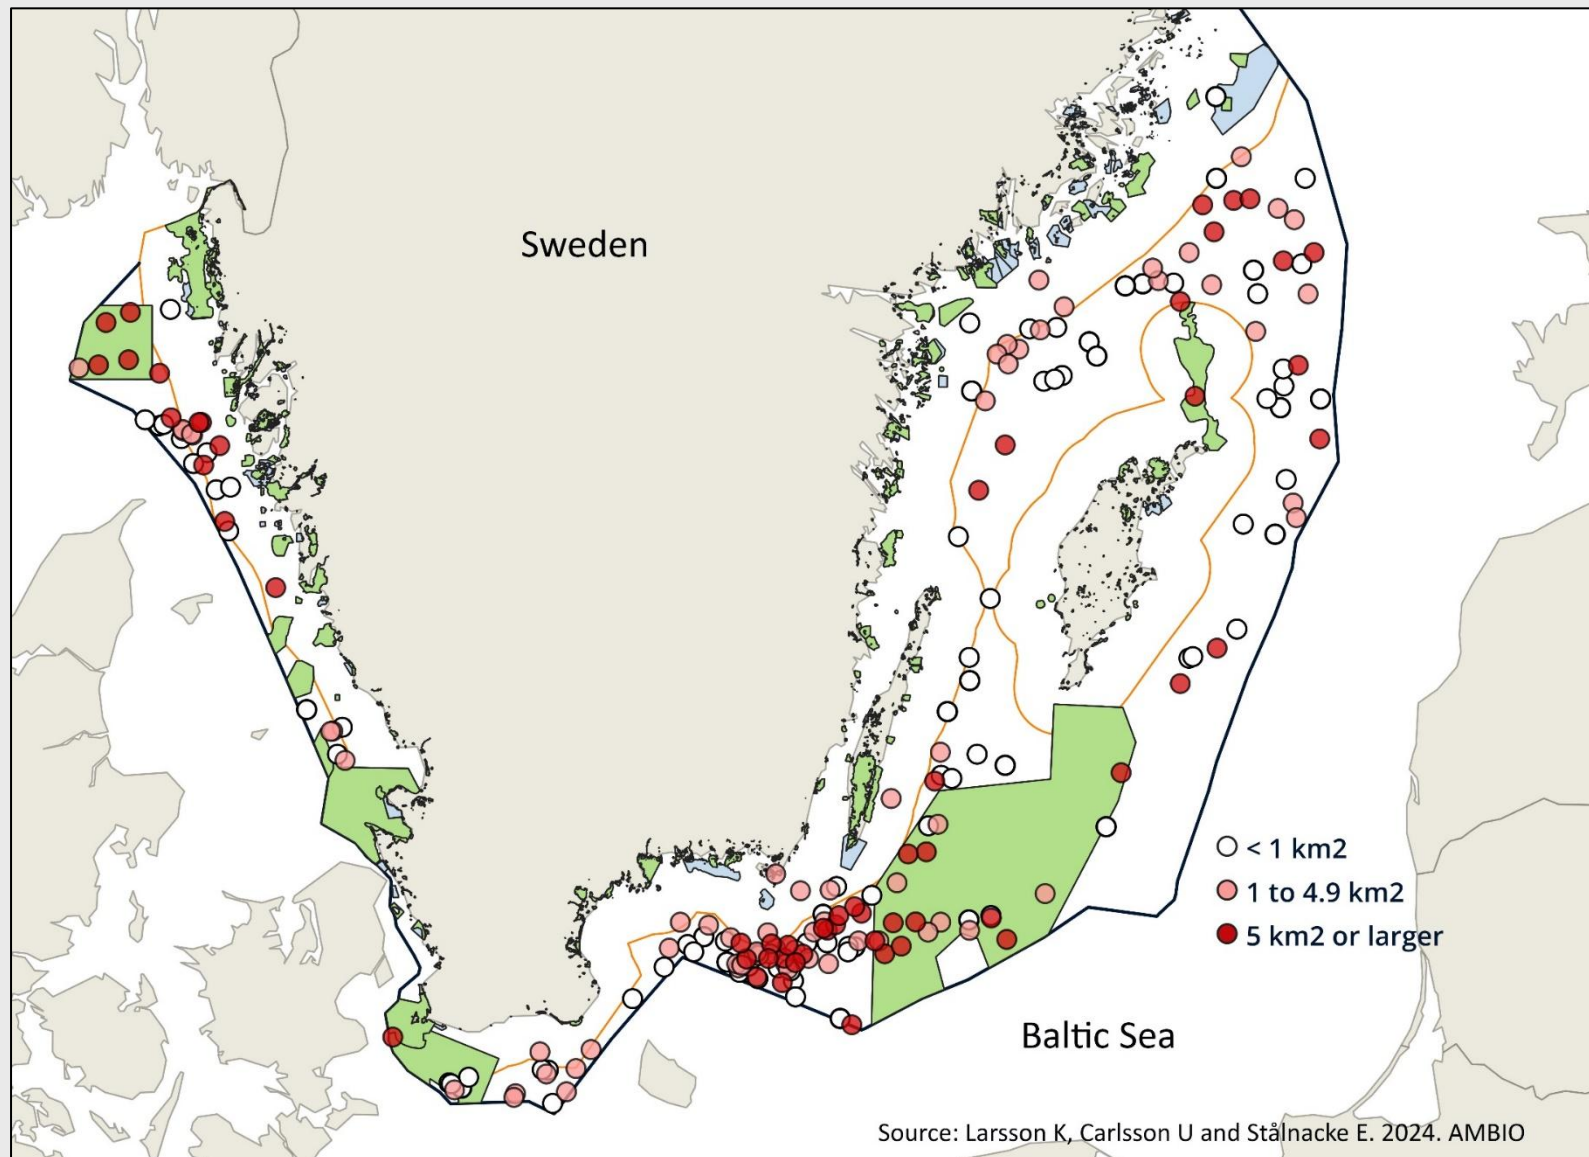 Sweden
< 1 km2
1 to 4.9 km2
5 km2 or larger
Baltic Sea
Source: Larsson K, Carlsson U and Stålnacke E. 2024. AMBIO